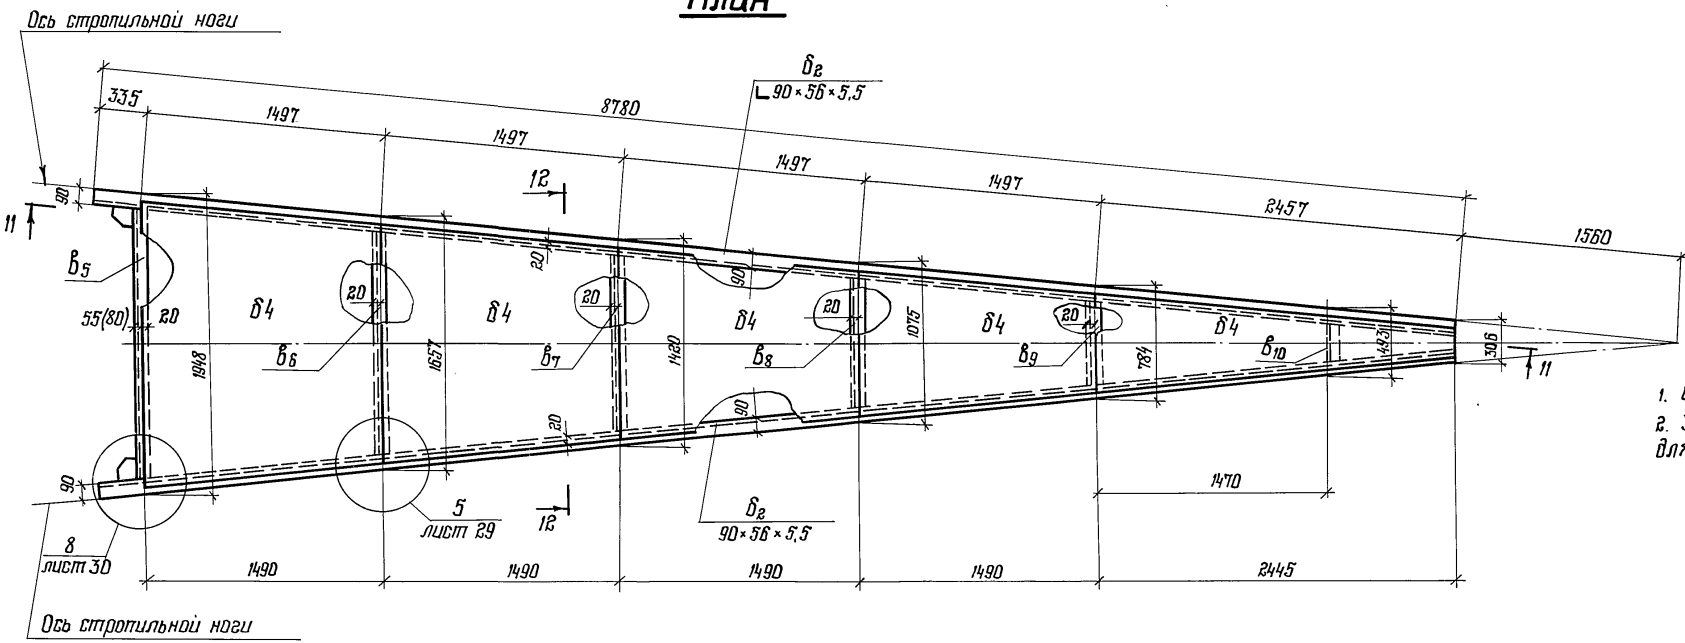 План
Ось стропильной ноги
δ₂
∟90×56×5,5
335
8780
1497
1497
1497
1497
2457
1560
12
90
11
в5
55(80)
20
δ4
20
δ4
20
δ4
20
δ4
20
δ4
20
90
1948
в6
1657
в7
1420
в8
1075
в9
784
в10
493
306
11
1.
2.
для
20
90
90
1470
5
лист 29
12
δ₂
90×56×5,5
8
лист 30
1490
1490
1490
1490
2445
Ось стропильной ноги